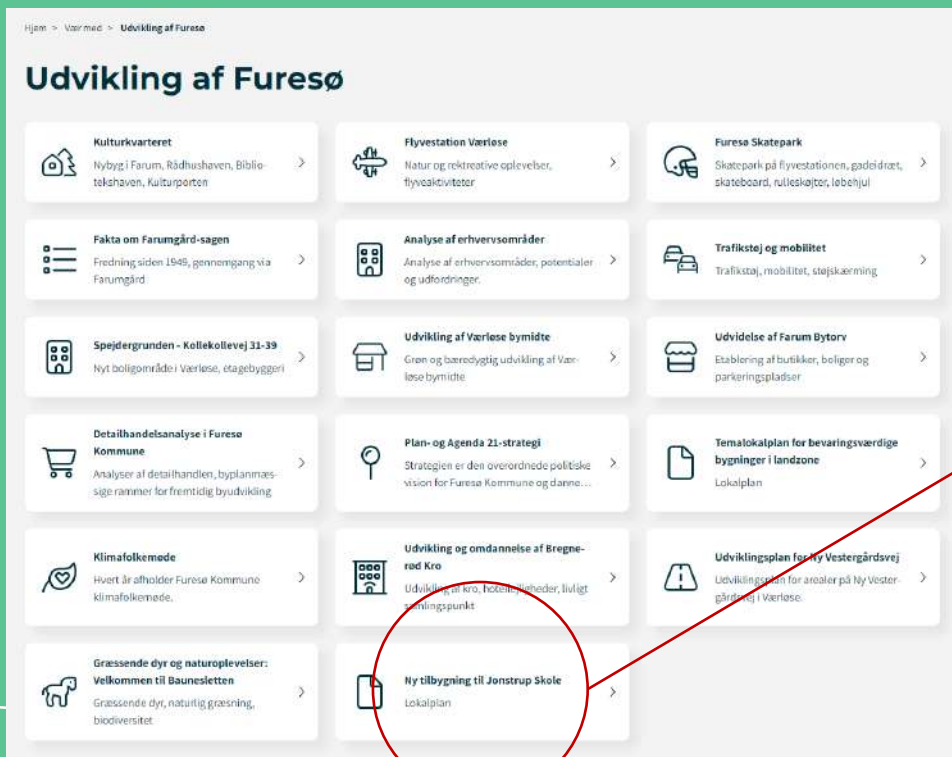 Hjem > Vær med > Udvikling af Furesø
Udvikling af Furesø
Kulturkvarteret
Nybyg i Farum, Rådhushaven, Biblio-
tekshaven, Kulturporten
Flyvestation Værløse
Natur og rektreative oplevelser,
flyveaktiviteter
Furesø Skatepark
Skatepark på flyvestationen, gadeidræt,
skateboard, rulleskøjter, løbehjul
Fakta om Farumgård-sagen
Fredning siden 1949, gennemgang via
Farumgård
Analyse af erhvervsområder
Analyse af erhvervsområder, potentialer
og udfordringer.
Trafikstøj og mobilitet
Trafikstøj, mobilitet, støjskærming
Spejdergrunden - Kollekollevej 31-39
Nyt boligområde i Værløse, etagebyggeri
Udvikling af Værløse bymidte
Grøn og bæredygtig udvikling af Vær-
løse bymidte
Udvidelse af Farum Bytorv
Etablering af butikker, boliger og
parkeringspladser
Detailhandelsanalyse i Furesø
Kommune
Analyser af detailhandlen, byplanmæs-
sige rammer for fremtidig byudvikling
Plan- og Agenda 21-strategi
Strategien er den overordnede politiske
vision for Furesø Kommune og danne...
Temalokalplan for bevaringsværdige
bygninger i landzone
Lokalplan
Klimafolkemøde
Hvert år afholder Furesø Kommune
klimafolkemøde.
Udvikling og omdannelse af Bregne-
rød Kro
Udvikling af kro, hotellejligheder, livligt
samlingspunkt
Udviklingsplan for Ny Vestergårdsvej
Udviklingsplan for arealer på Ny Vester-
gårdsvej i Værløse.
Græssende dyr og naturoplevelser:
Velkommen til Baunesletten
Græssende dyr, naturlig græsning,
biodiversitet
Ny tilbygning til Jonstrup Skole
Lokalplan